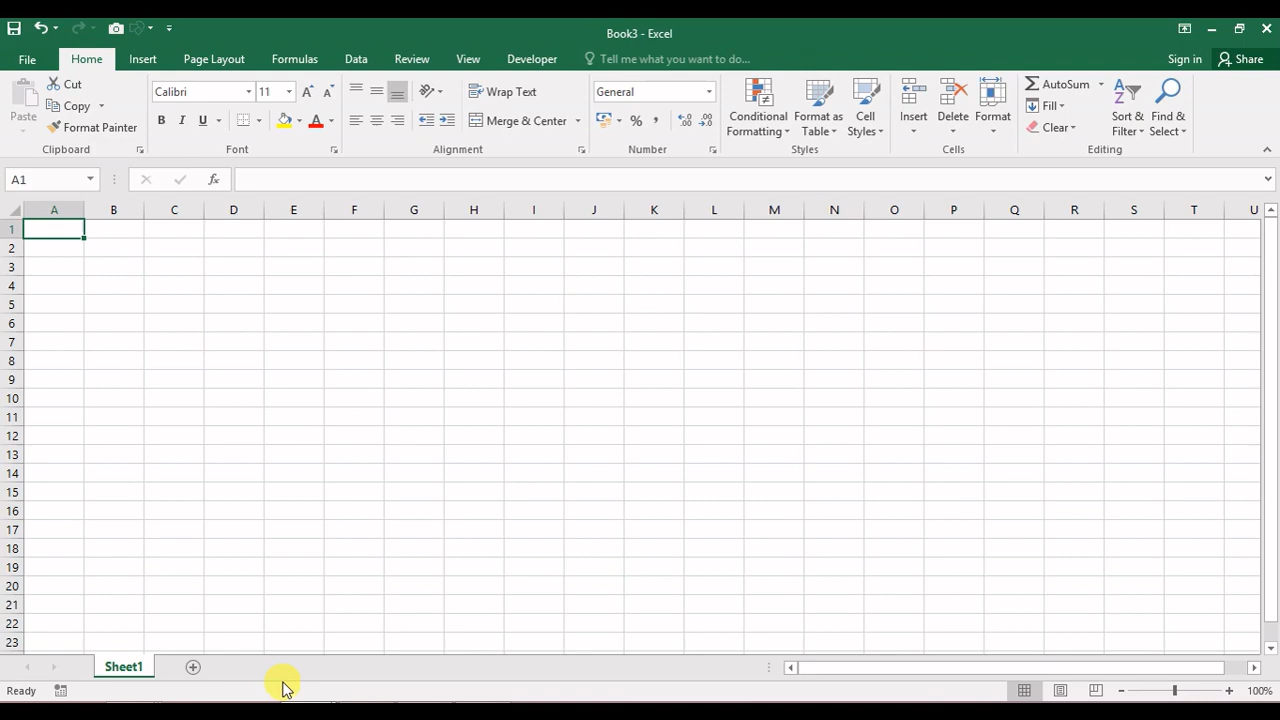 Book3 - Excel
File Home Insert Page Layout Formulas Data Review View Developer Tell me what you want to do... Sign in Share
Paste Cut Copy Format Painter
Calibri 11
B I U A
Wrap Text
Merge & Center
General
% ,
Conditional Formatting
Format as Table
Cell Styles
Insert
Delete
Format
AutoSum
Fill
Clear
Sort & Filter
Find & Select
Clipboard Font Alignment Number Styles Cells Editing
A1 fx
A B C D E F G H I J K L M N O P Q R S T U
1
2
3
4
5
6
7
8
9
10
11
12
13
14
15
16
17
18
19
20
21
22
23
Sheet1
Ready 100%